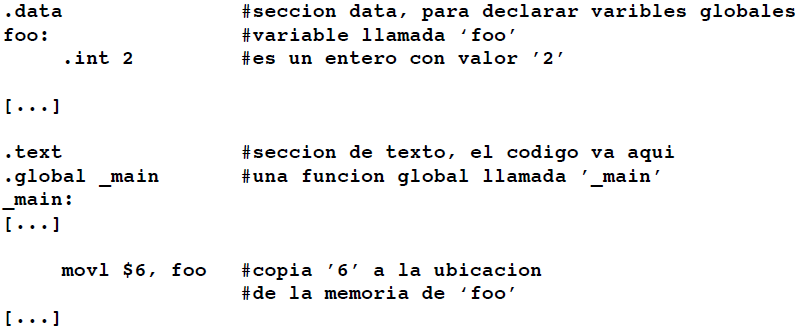 .data #seccion data, para declarar varibles globales
foo: #variable llamada ‘foo’
.int 2 #es un entero con valor ’2’
[...]
.text #seccion de texto, el codigo va aqui
.global _main #una funcion global llamada ’_main’
_main:
[...]
movl $6, foo #copia ’6’ a la ubicacion
#de la memoria de ‘foo’
[...]